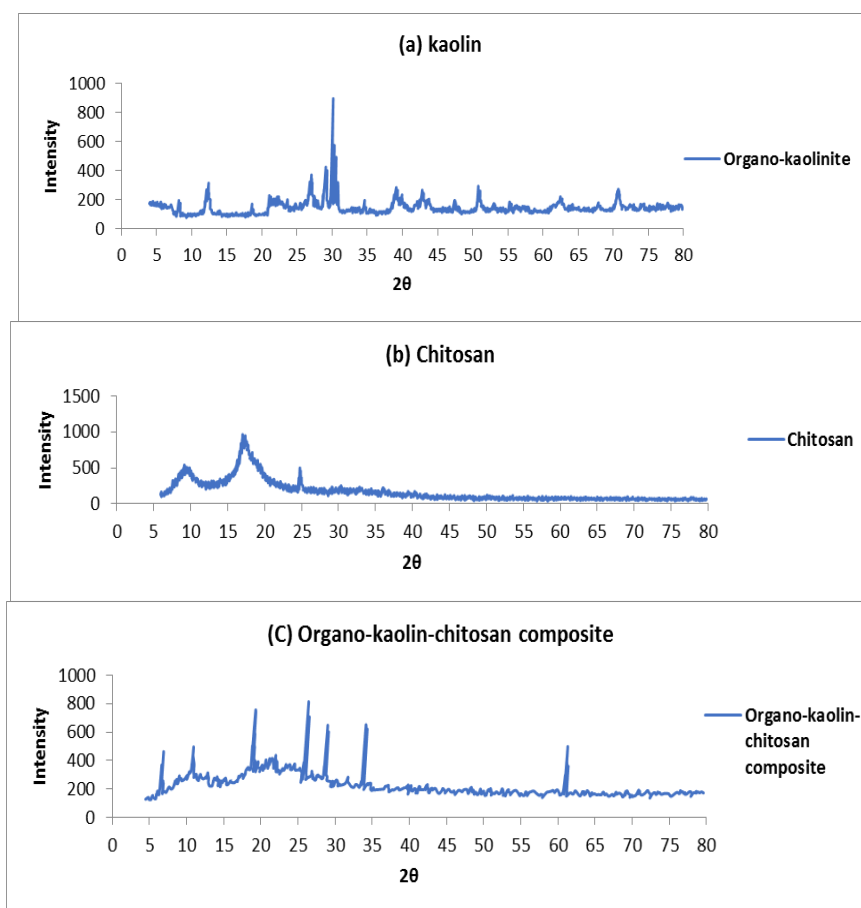 (a) kaolin
1000
800
600
400
200
0
Intensity
Organo-kaolinite
0 5 10 15 20 25 30 35 40 45 50 55 60 65 70 75 80
2θ
(b) Chitosan
1500
1000
500
0
Intensity
Chitosan
0 5 10 15 20 25 30 35 40 45 50 55 60 65 70 75 80
2θ
(C) Organo-kaolin-chitosan composite
1000
800
600
400
200
0
Intensity
Organo-kaolin-
chitosan
composite
0 5 10 15 20 25 30 35 40 45 50 55 60 65 70 75 80
2θ